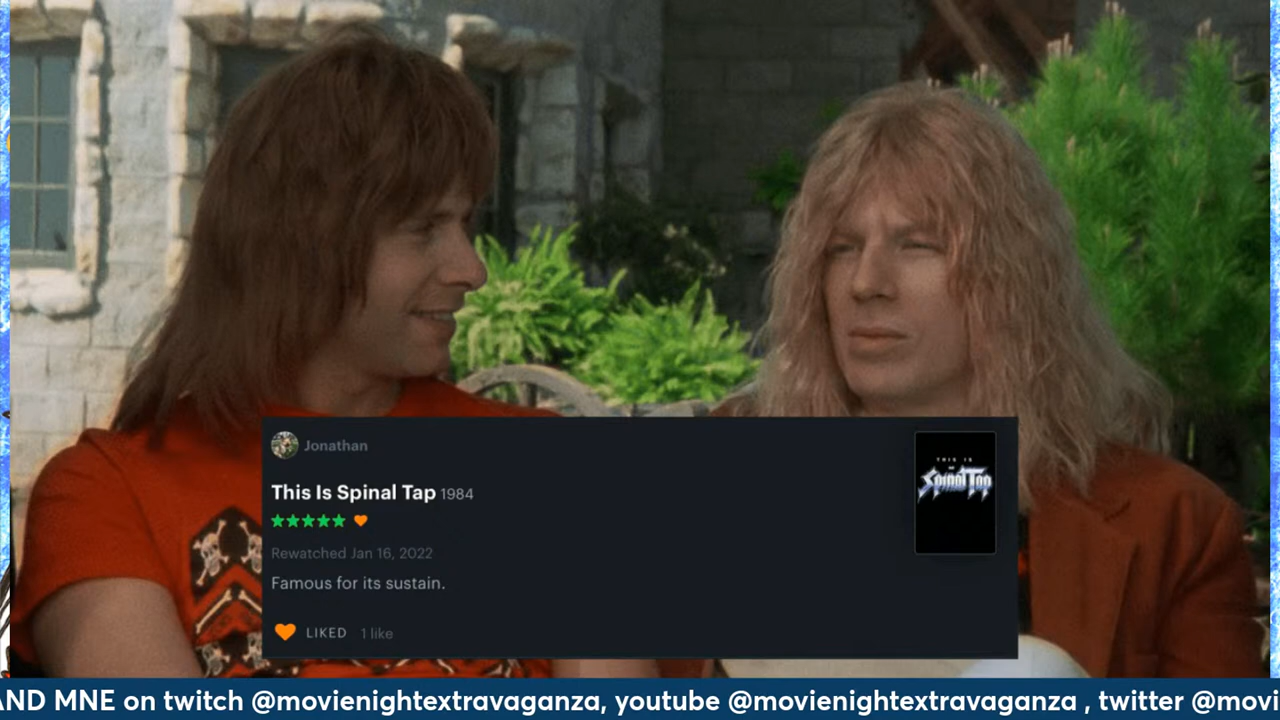 Jonathan
This Is Spinal Tap 1984
Rewatched Jan 16, 2022
Famous for its sustain.
LIKED 1 like
THIS IS
Spinal Tap
AND MNE on twitch @movienightextravaganza, youtube @movienightextravaganza , twitter @movi